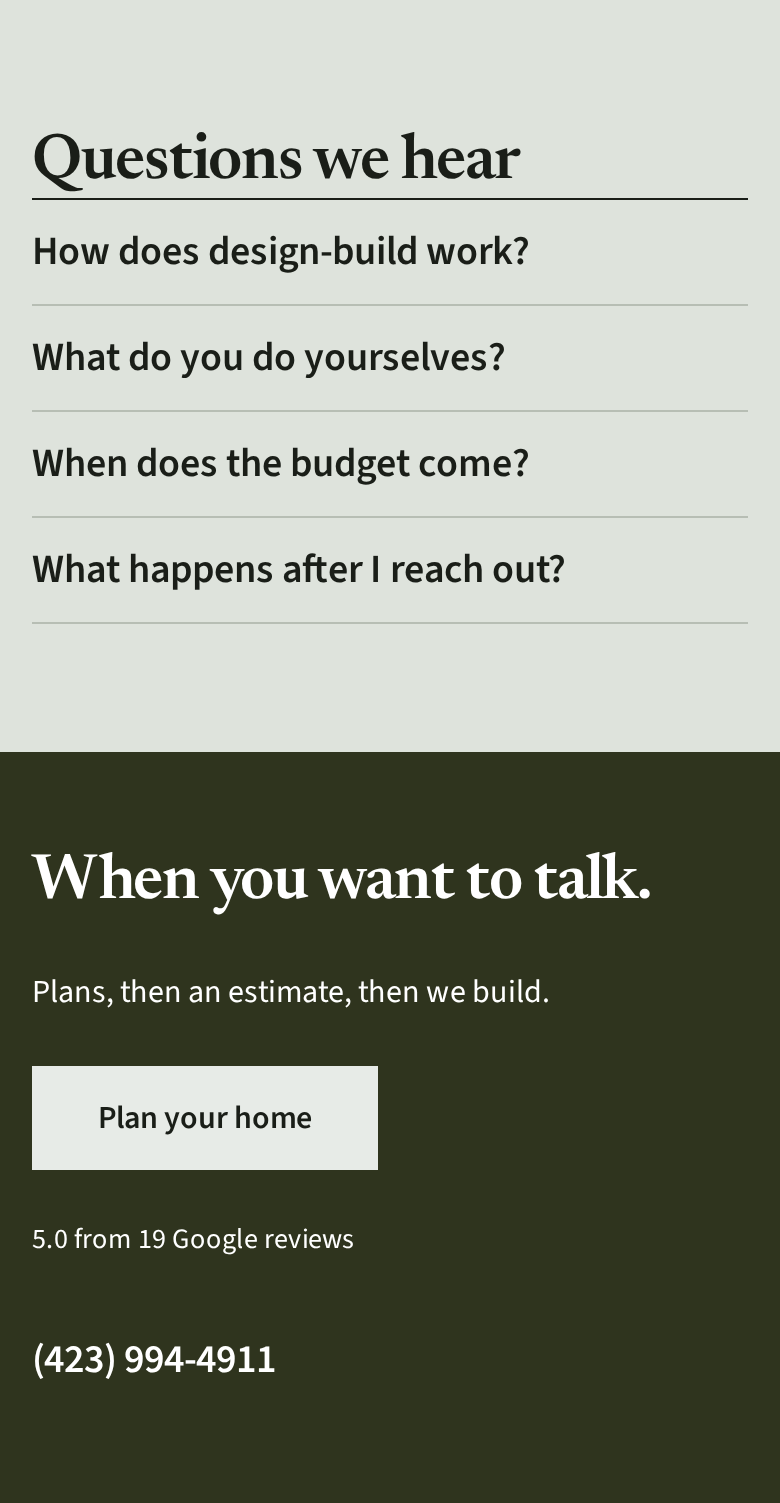 Questions we hear
How does design-build work?
What do you do yourselves?
When does the budget come?
What happens after I reach out?
When you want to talk.
Plans, then an estimate, then we build.
Plan your home
5.0 from 19 Google reviews
(423) 994-4911